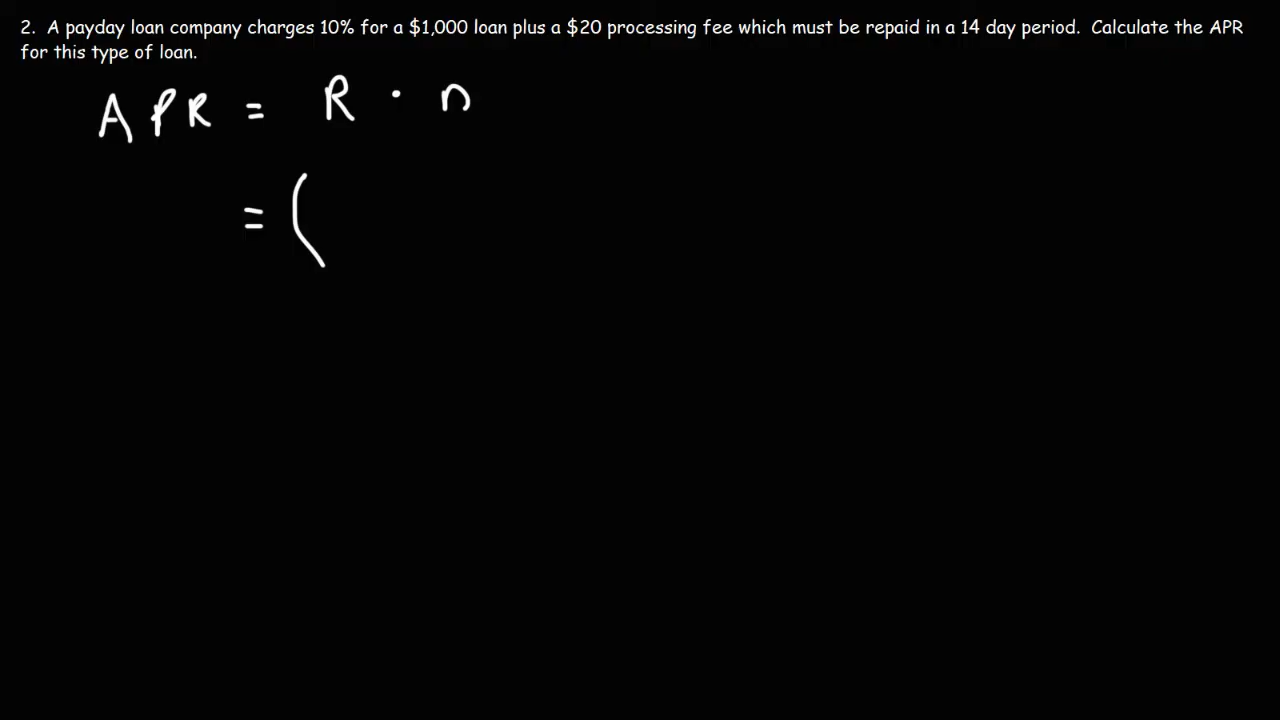 2. A payday loan company charges 10% for a $1,000 loan plus a $20 processing fee which must be repaid in a 14 day period. Calculate the APR
for this type of loan.
APR = R · n
= (